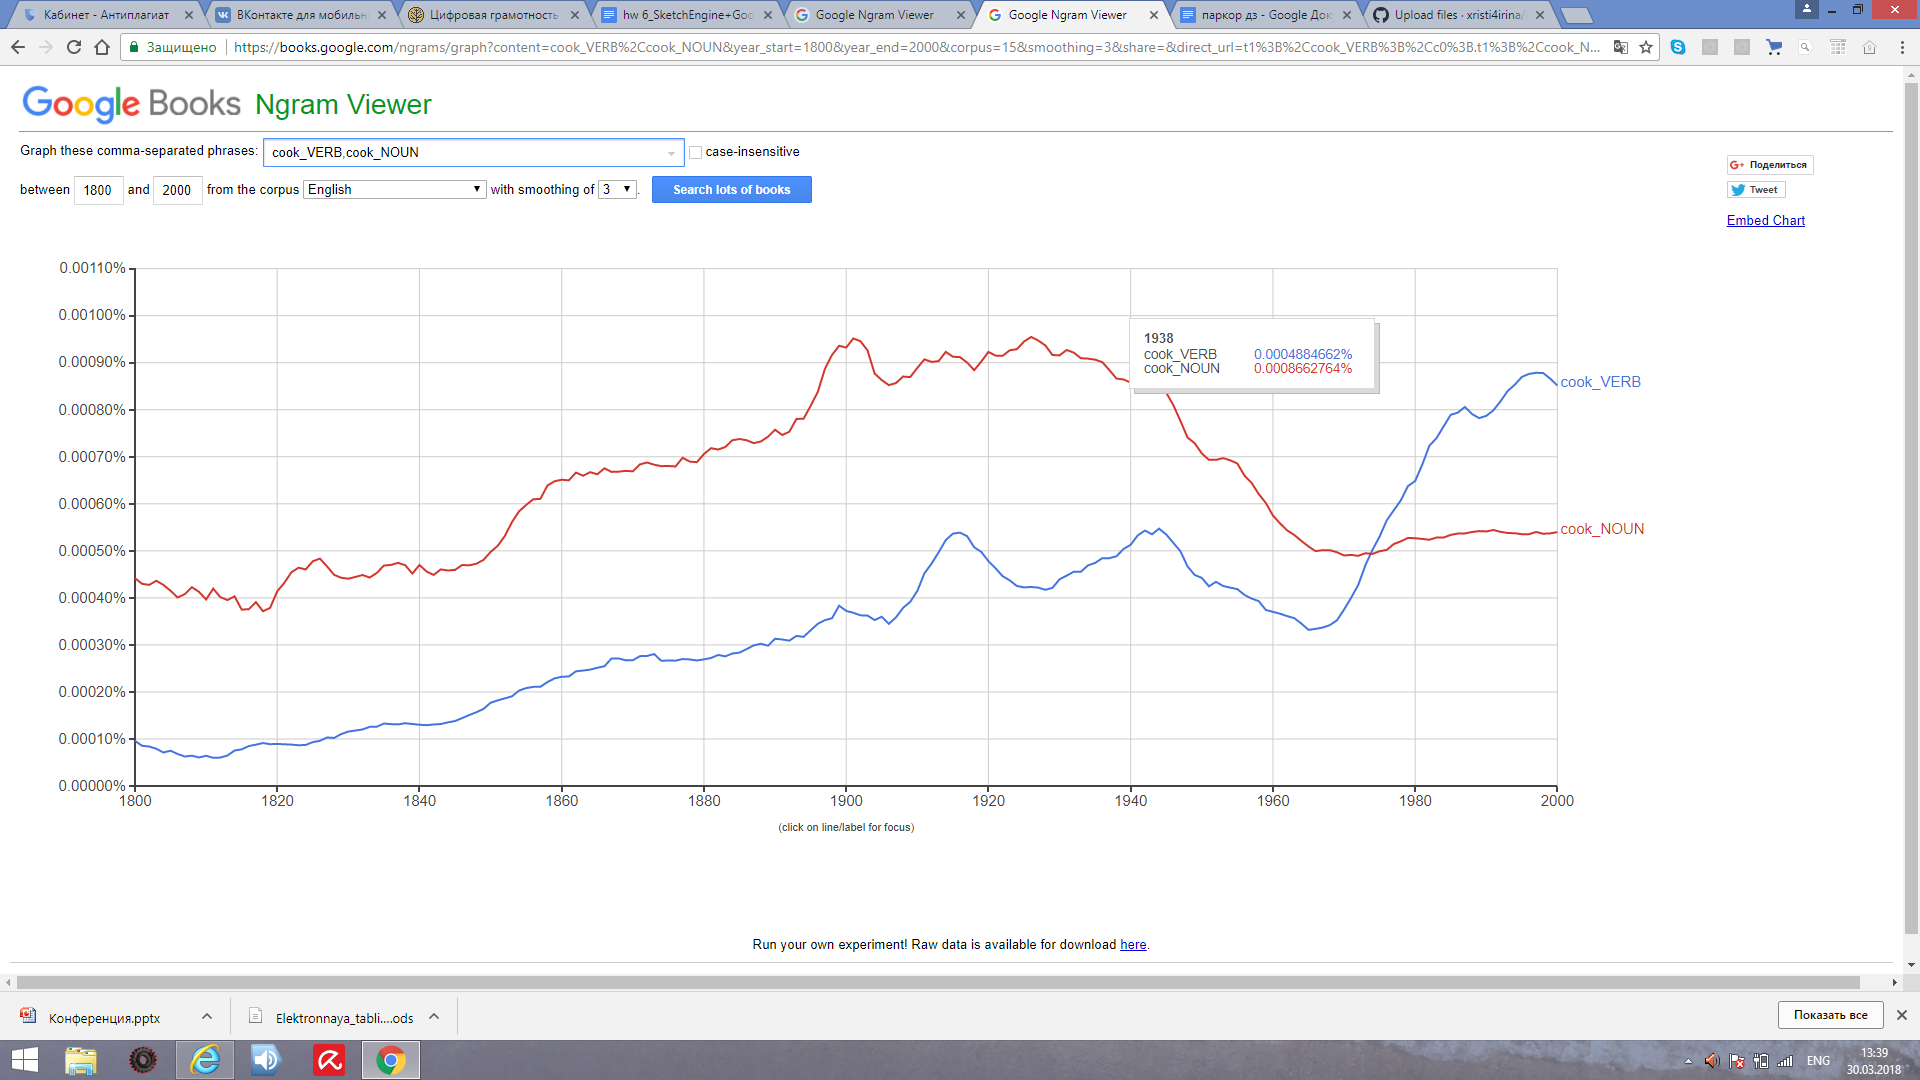 Кабинет - Антиплагиат
ВКонтакте для мобильн
Цифровая грамотность
hw 6_SketchEngine+Goo
Google Ngram Viewer
Google Ngram Viewer
паркор дз - Google Док
Upload files · xristi4irina/
Защищено
https://books.google.com/ngrams/graph?content=cook_VERB%2Ccook_NOUN&year_start=1800&year_end=2000&corpus=15&smoothing=3&share=&direct_url=t1%3B%2Ccook_VERB%3B%2Cc0%3B.t1%3B%2Ccook_N...
Google Books Ngram Viewer
Graph these comma-separated phrases: cook_VERB,cook_NOUN case-insensitive
between 1800 and 2000 from the corpus English with smoothing of 3 . Search lots of books
G+ Поделиться
Tweet
Embed Chart
0.00110%
0.00100%
0.00090%
0.00080%
0.00070%
0.00060%
0.00050%
0.00040%
0.00030%
0.00020%
0.00010%
0.00000%
1938
cook_VERB 0.0004884662%
cook_NOUN 0.0008662764%
cook_VERB
cook_NOUN
1800 1820 1840 1860 1880 1900 1920 1940 1960 1980 2000
(click on line/label for focus)
Run your own experiment! Raw data is available for download here.
Конференция.pptx
Elektronnaya_tabli....ods
Показать все
ENG
13:39
30.03.2018